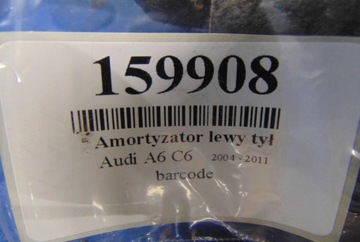 159908
Amortyzator lewy tył
Audi A6 C6 2004 - 2011
barcode